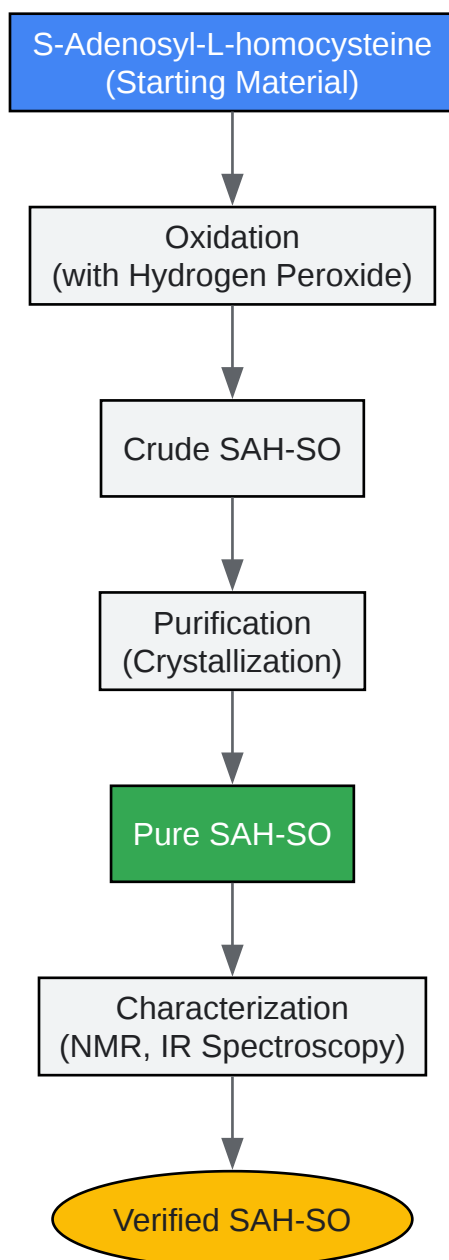 S-Adenosyl-L-homocysteine
(Starting Material)
Oxidation
(with Hydrogen Peroxide)
Crude SAH-SO
Purification
(Crystallization)
Pure SAH-SO
Characterization
(NMR, IR Spectroscopy)
Verified SAH-SO